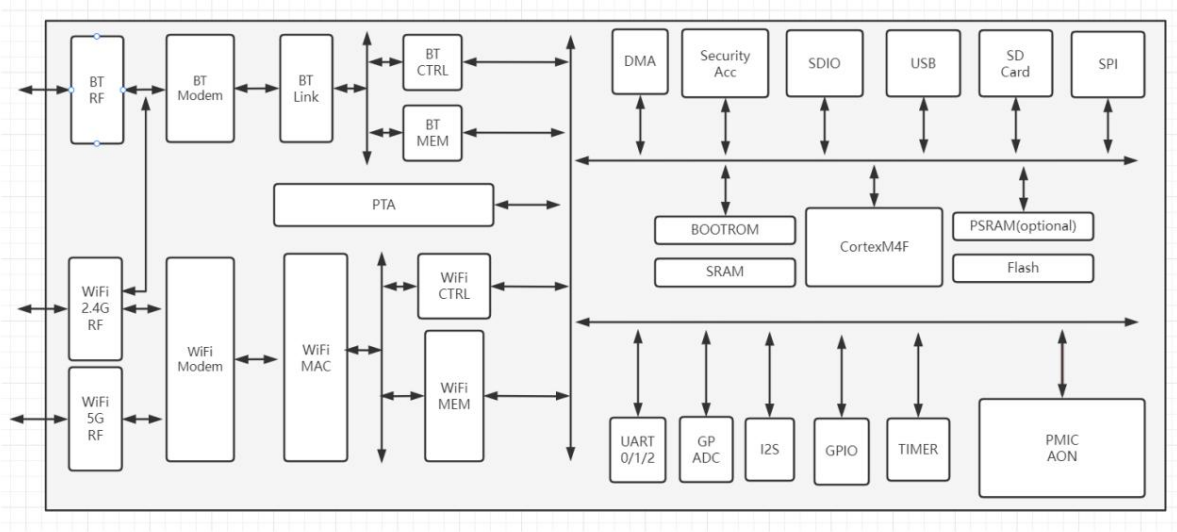 BT
RF
BT
Modem
BT
Link
BT
CTRL
BT
MEM
PTA
WiFi
2.4G
RF
WiFi
5G
RF
WiFi
Modem
WiFi
MAC
WiFi
CTRL
WiFi
MEM
DMA
Security
Acc
SDIO
USB
SD
Card
SPI
BOOTROM
SRAM
CortexM4F
PSRAM(optional)
Flash
UART
0/1/2
GP
ADC
I2S
GPIO
TIMER
PMIC
AON